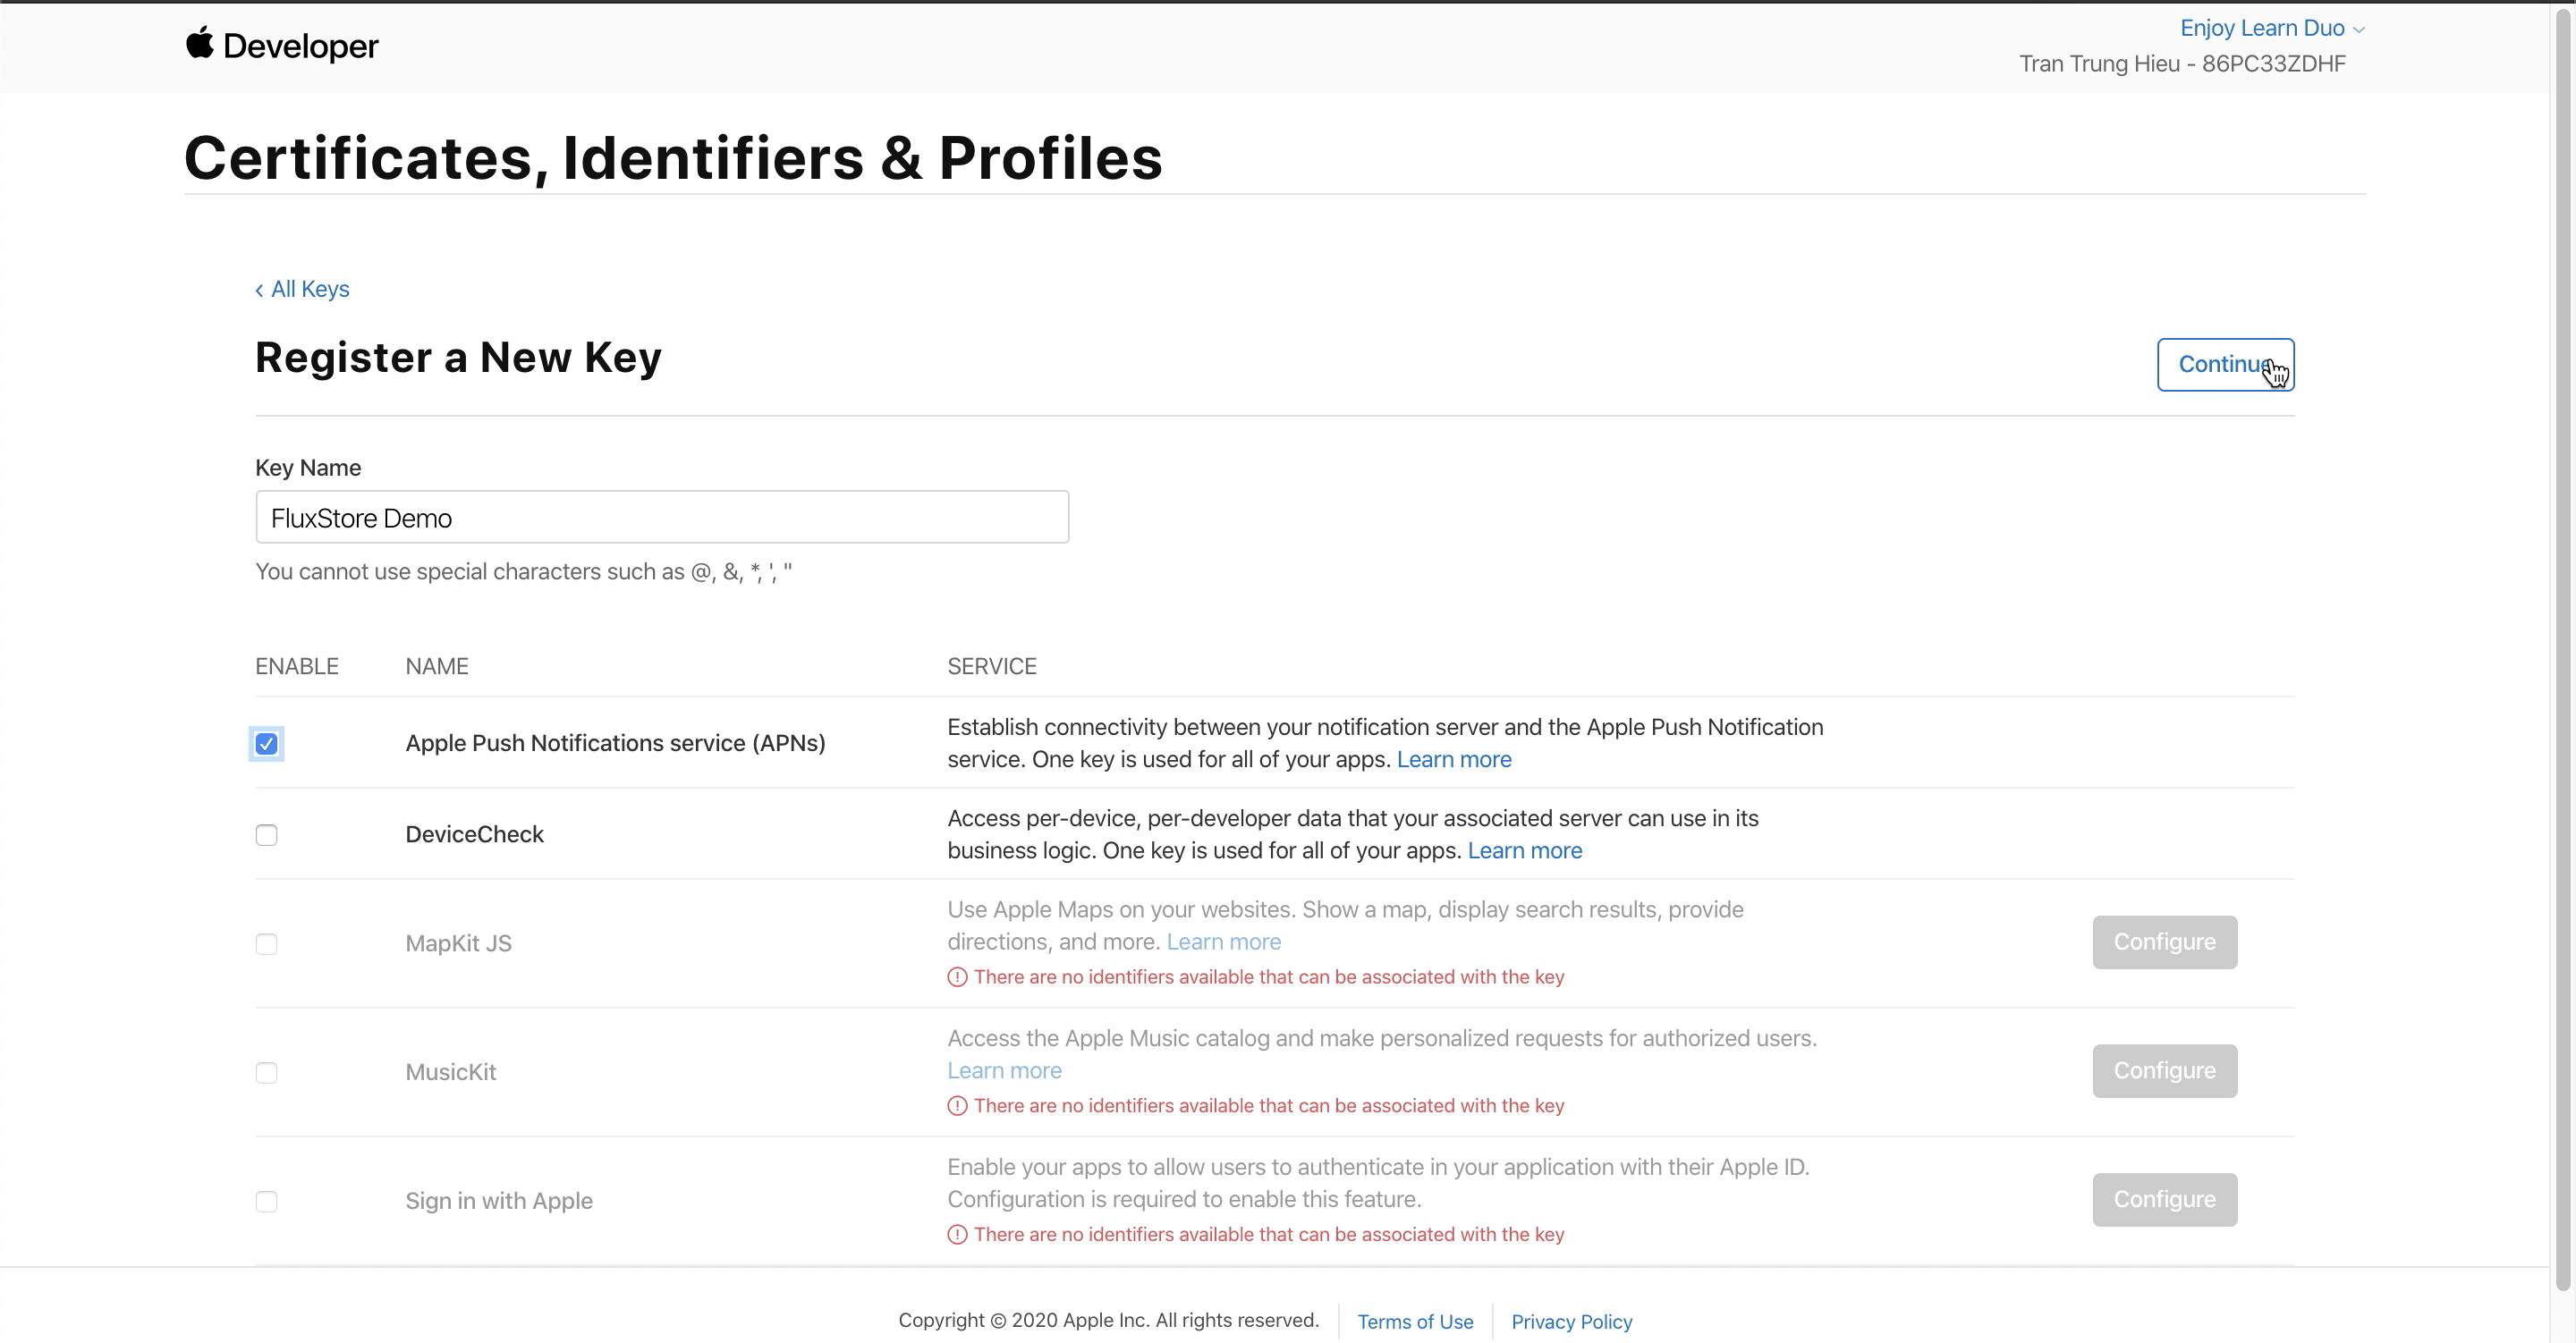 Developer
Enjoy Learn Duo
Tran Trung Hieu - 86PC33ZDHF
Certificates, Identifiers & Profiles
‹ All Keys
Register a New Key
Continue
Key Name
FluxStore Demo
You cannot use special characters such as @, &, *, ', "
ENABLE NAME SERVICE
Apple Push Notifications service (APNs)
Establish connectivity between your notification server and the Apple Push Notification
service. One key is used for all of your apps. Learn more
DeviceCheck
Access per-device, per-developer data that your associated server can use in its
business logic. One key is used for all of your apps. Learn more
MapKit JS
Use Apple Maps on your websites. Show a map, display search results, provide
directions, and more. Learn more
There are no identifiers available that can be associated with the key
Configure
MusicKit
Access the Apple Music catalog and make personalized requests for authorized users.
Learn more
There are no identifiers available that can be associated with the key
Configure
Sign in with Apple
Enable your apps to allow users to authenticate in your application with their Apple ID.
Configuration is required to enable this feature.
There are no identifiers available that can be associated with the key
Configure
Copyright © 2020 Apple Inc. All rights reserved. Terms of Use Privacy Policy